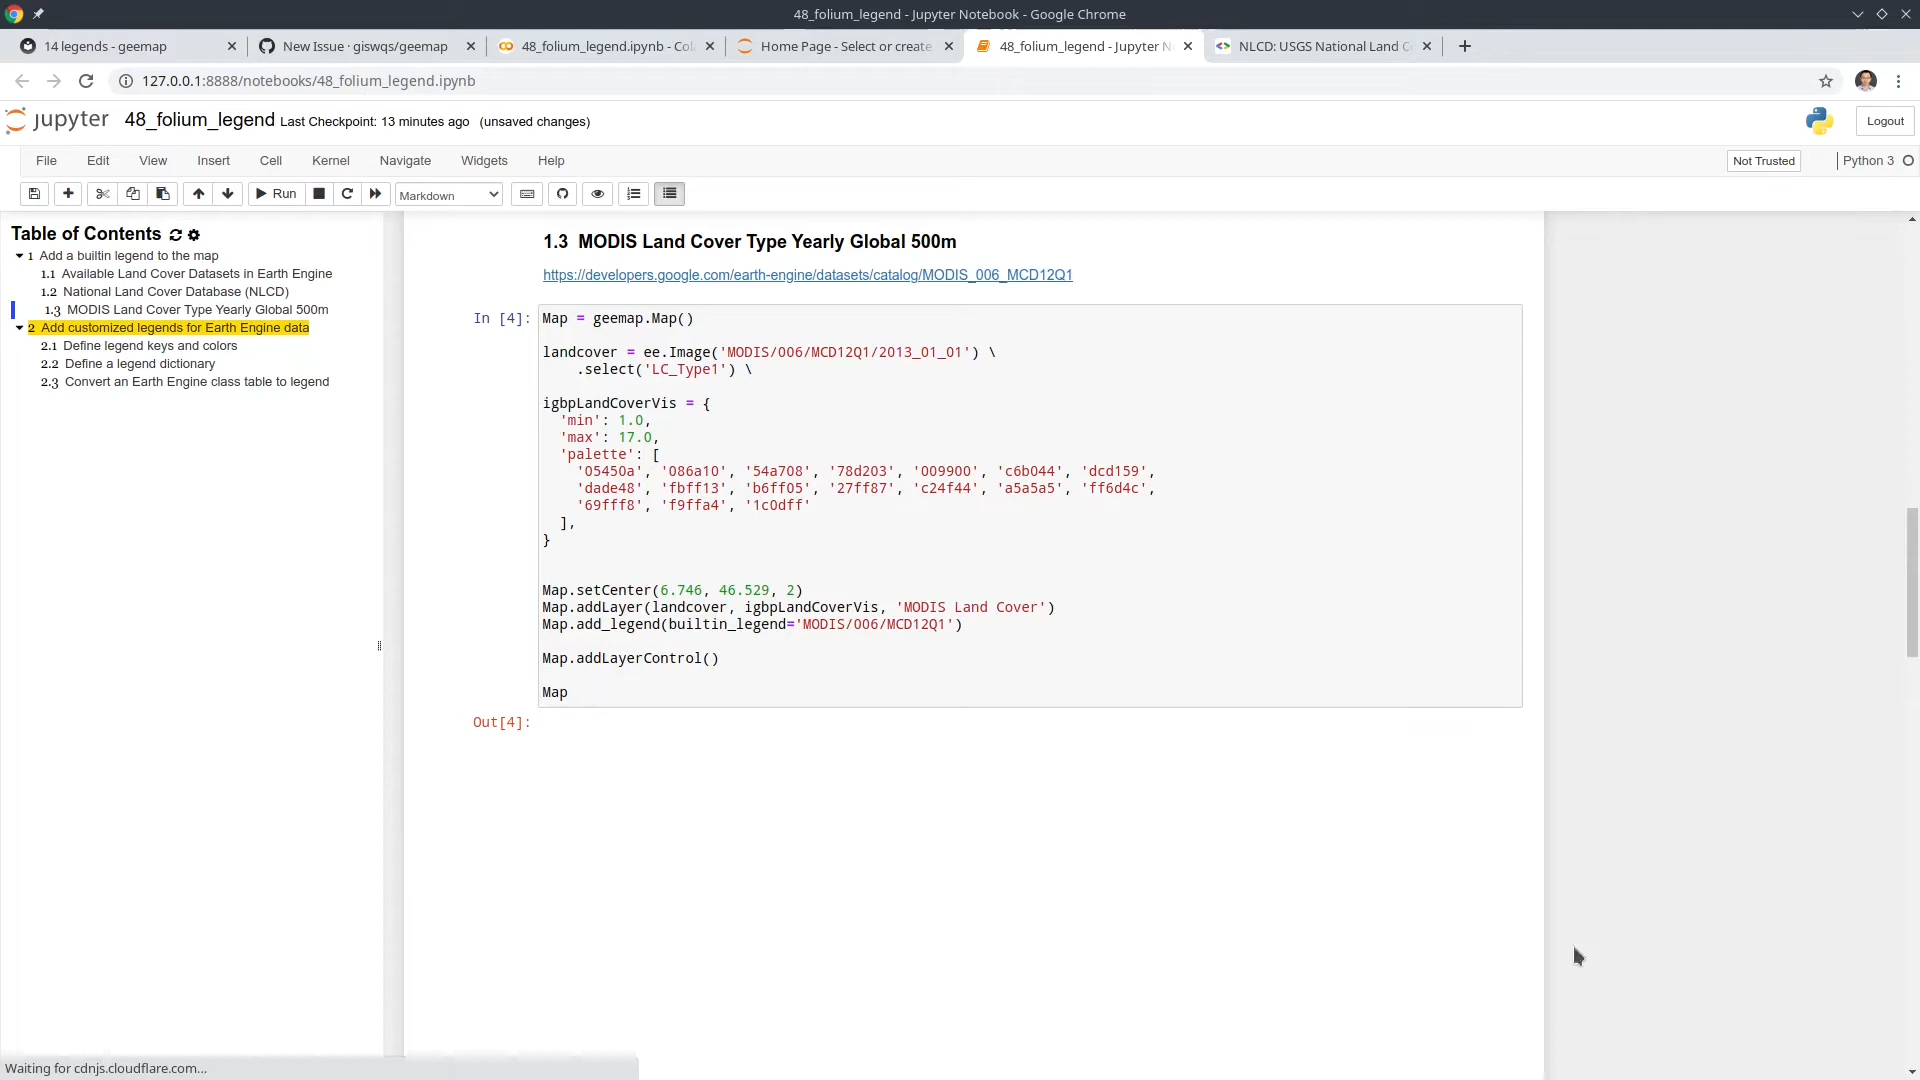 48_folium_legend - Jupyter Notebook - Google Chrome
14 legends - geemap
New Issue · giswqs/geemap
48_folium_legend.ipynb - Col
Home Page - Select or create
48_folium_legend - Jupyter N
NLCD: USGS National Land C
127.0.0.1:8888/notebooks/48_folium_legend.ipynb
jupyter 48_folium_legend Last Checkpoint: 13 minutes ago (unsaved changes)
Logout
File Edit View Insert Cell Kernel Navigate Widgets Help
Not Trusted
Python 3
Run
Markdown
Table of Contents
1 Add a builtin legend to the map
1.1 Available Land Cover Datasets in Earth Engine
1.2 National Land Cover Database (NLCD)
1.3 MODIS Land Cover Type Yearly Global 500m
2 Add customized legends for Earth Engine data
2.1 Define legend keys and colors
2.2 Define a legend dictionary
2.3 Convert an Earth Engine class table to legend
1.3 MODIS Land Cover Type Yearly Global 500m
https://developers.google.com/earth-engine/datasets/catalog/MODIS_006_MCD12Q1
In [4]:
Map = geemap.Map()
landcover = ee.Image('MODIS/006/MCD12Q1/2013_01_01') \
.select('LC_Type1') \
igbpLandCoverVis = {
'min': 1.0,
'max': 17.0,
'palette': [
'05450a', '086a10', '54a708', '78d203', '009900', 'c6b044', 'dcd159',
'dade48', 'fbff13', 'b6ff05', '27ff87', 'c24f44', 'a5a5a5', 'ff6d4c',
'69fff8', 'f9ffa4', '1c0dff'
],
}
Map.setCenter(6.746, 46.529, 2)
Map.addLayer(landcover, igbpLandCoverVis, 'MODIS Land Cover')
Map.add_legend(builtin_legend='MODIS/006/MCD12Q1')
Map.addLayerControl()
Map
Out[4]:
Waiting for cdnjs.cloudflare.com...